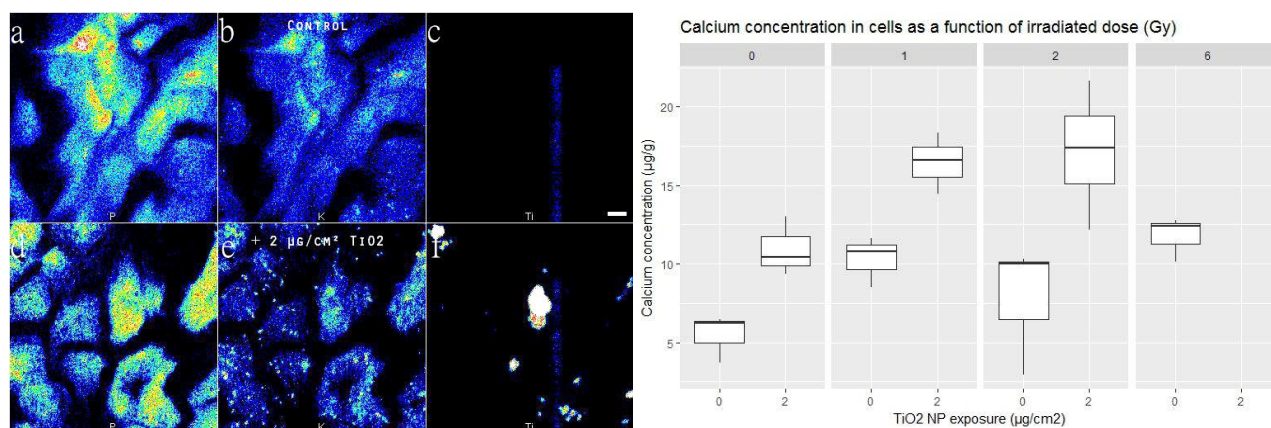 a
b
CONTROL
c
P
K
Ti
d
e
+ 2 µG/CM² TIO2
f
P
K
Ti
Calcium concentration in cells as a function of irradiated dose (Gy)
0
1
2
6
Calcium concentration (µg/g)
20
15
10
5
0
2
0
2
0
2
0
2
TiO2 NP exposure (µg/cm2)